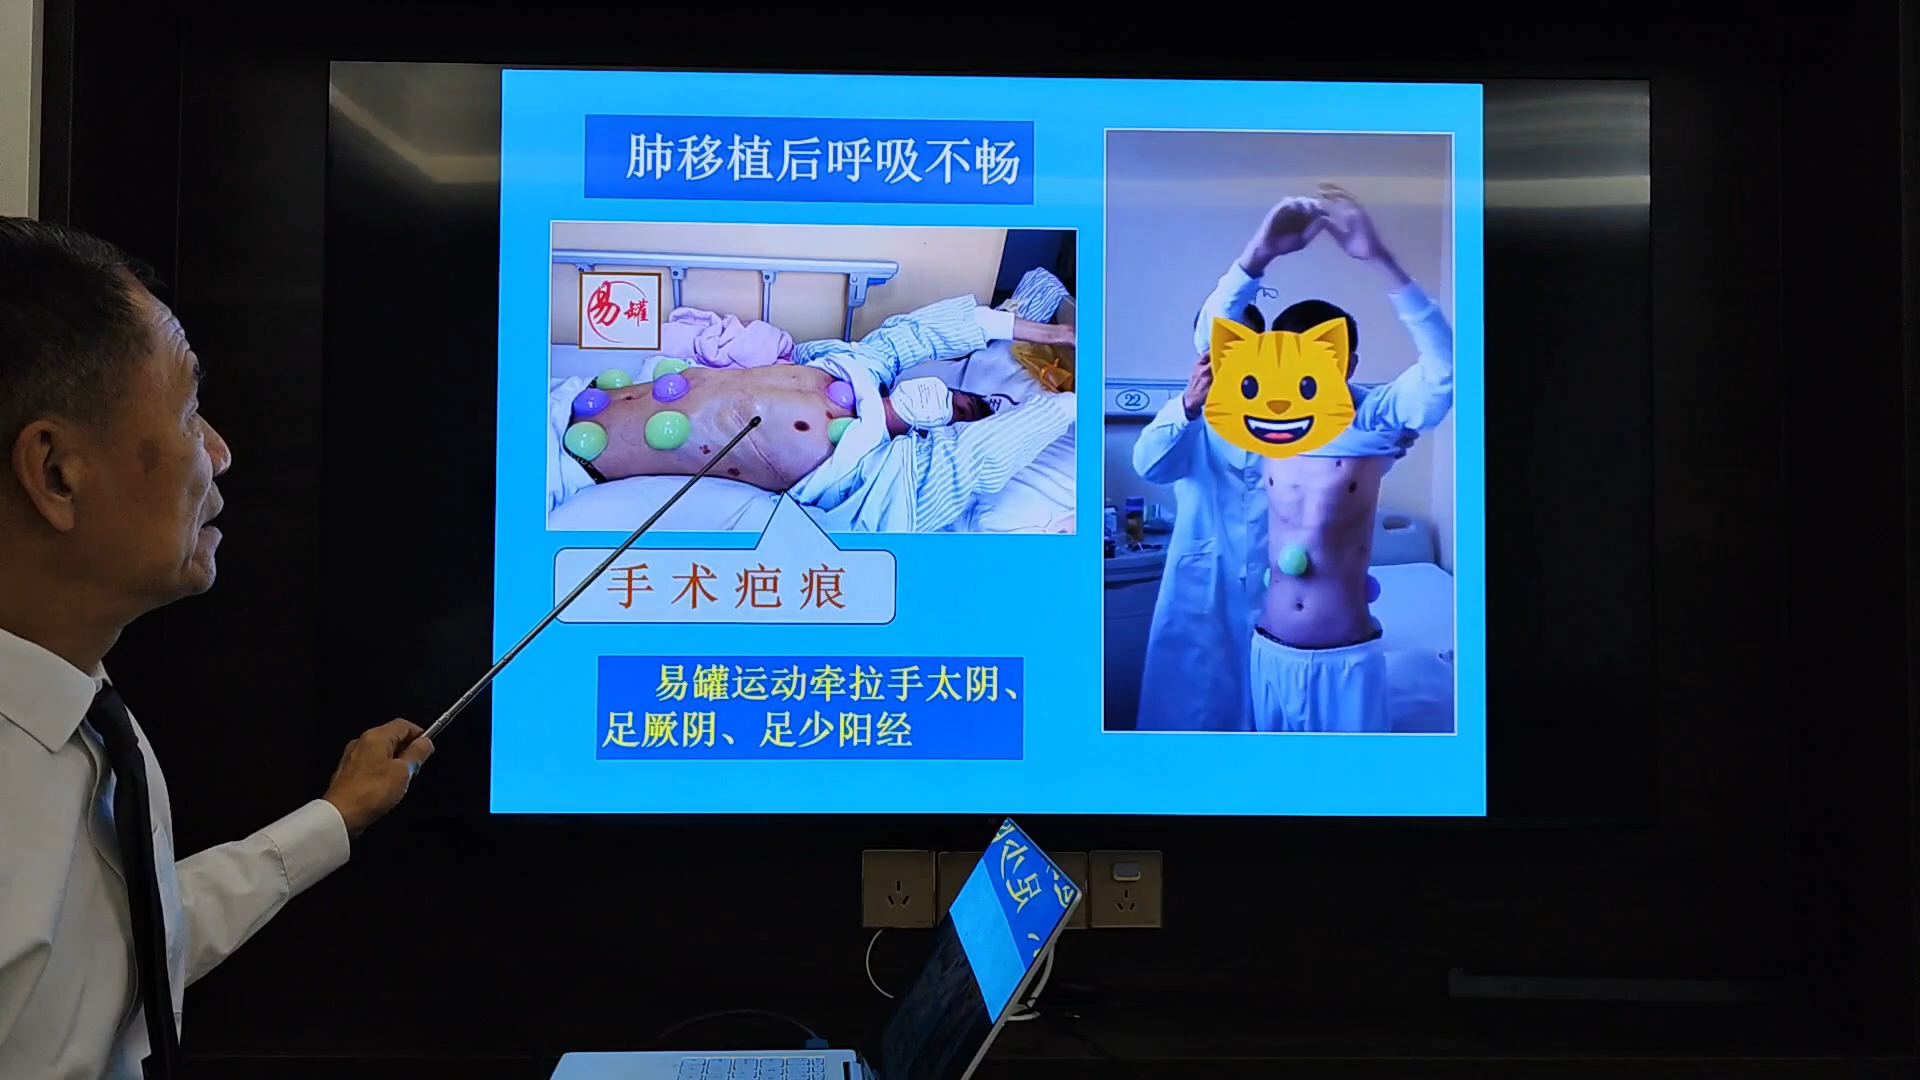 肺移植后呼吸不畅
易罐
22
手术疤痕
易罐运动牵拉手太阴、
足厥阴、足少阳经